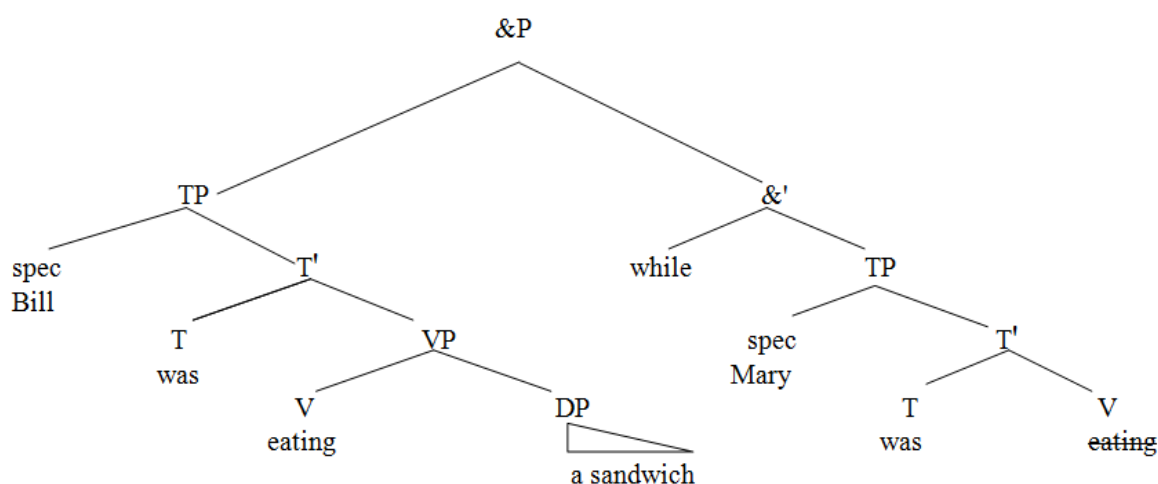 &P
TP &'
spec T' while TP
Bill
T VP spec T'
was Mary
V DP T V
eating was eating
a sandwich